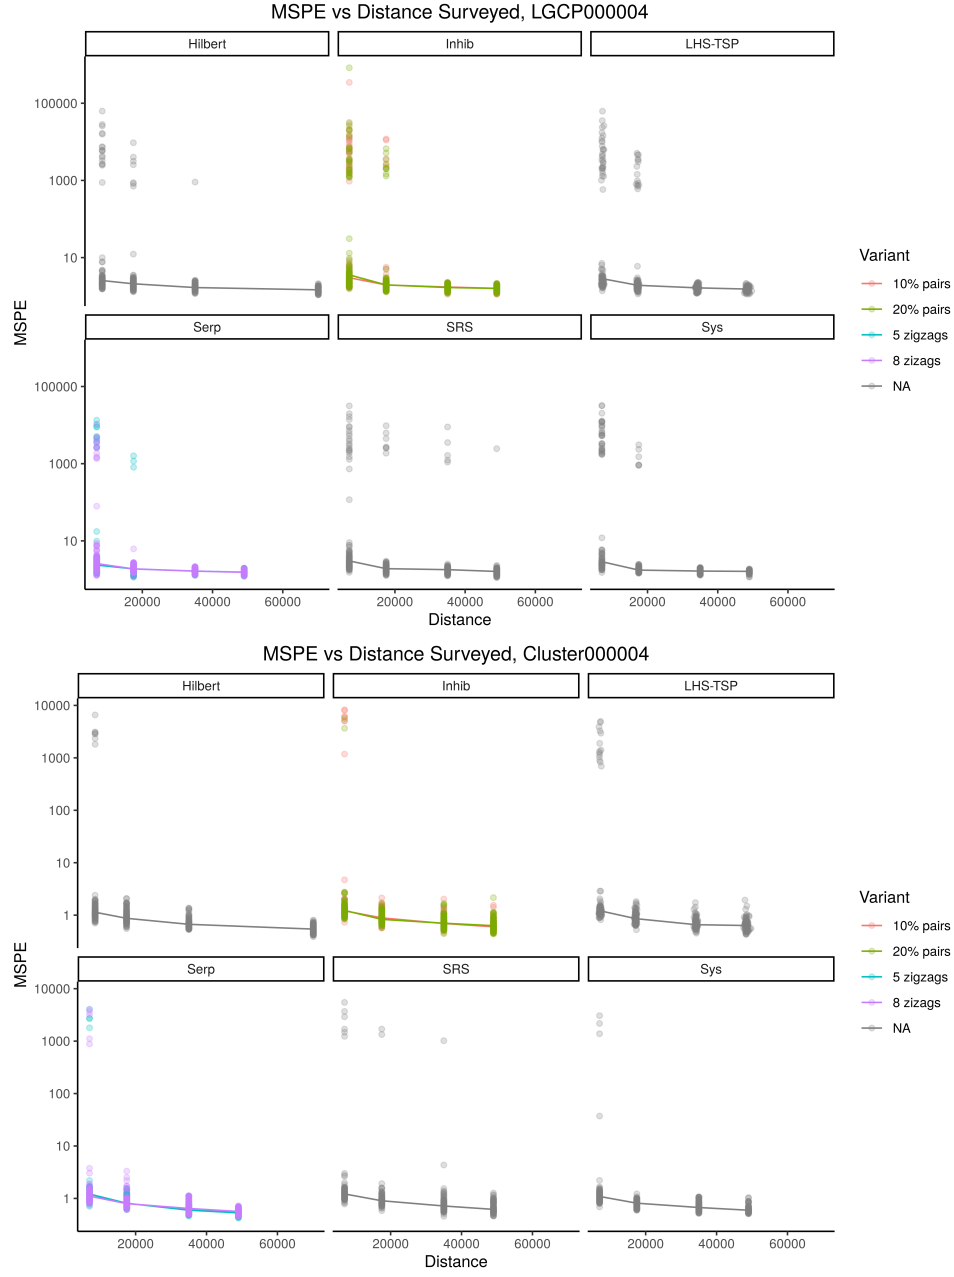 MSPE vs Distance Surveyed, LGCP000004
Hilbert
Inhib
LHS-TSP
100000
1000
10
Serp
SRS
Sys
100000
1000
10
20000
40000
60000
20000
40000
60000
20000
40000
60000
Distance
MSPE
Variant
10% pairs
20% pairs
5 zigzags
8 zizags
NA
MSPE vs Distance Surveyed, Cluster000004
Hilbert
Inhib
LHS-TSP
10000
1000
100
10
1
Serp
SRS
Sys
10000
1000
100
10
1
20000
40000
60000
20000
40000
60000
20000
40000
60000
Distance
MSPE
Variant
10% pairs
20% pairs
5 zigzags
8 zizags
NA